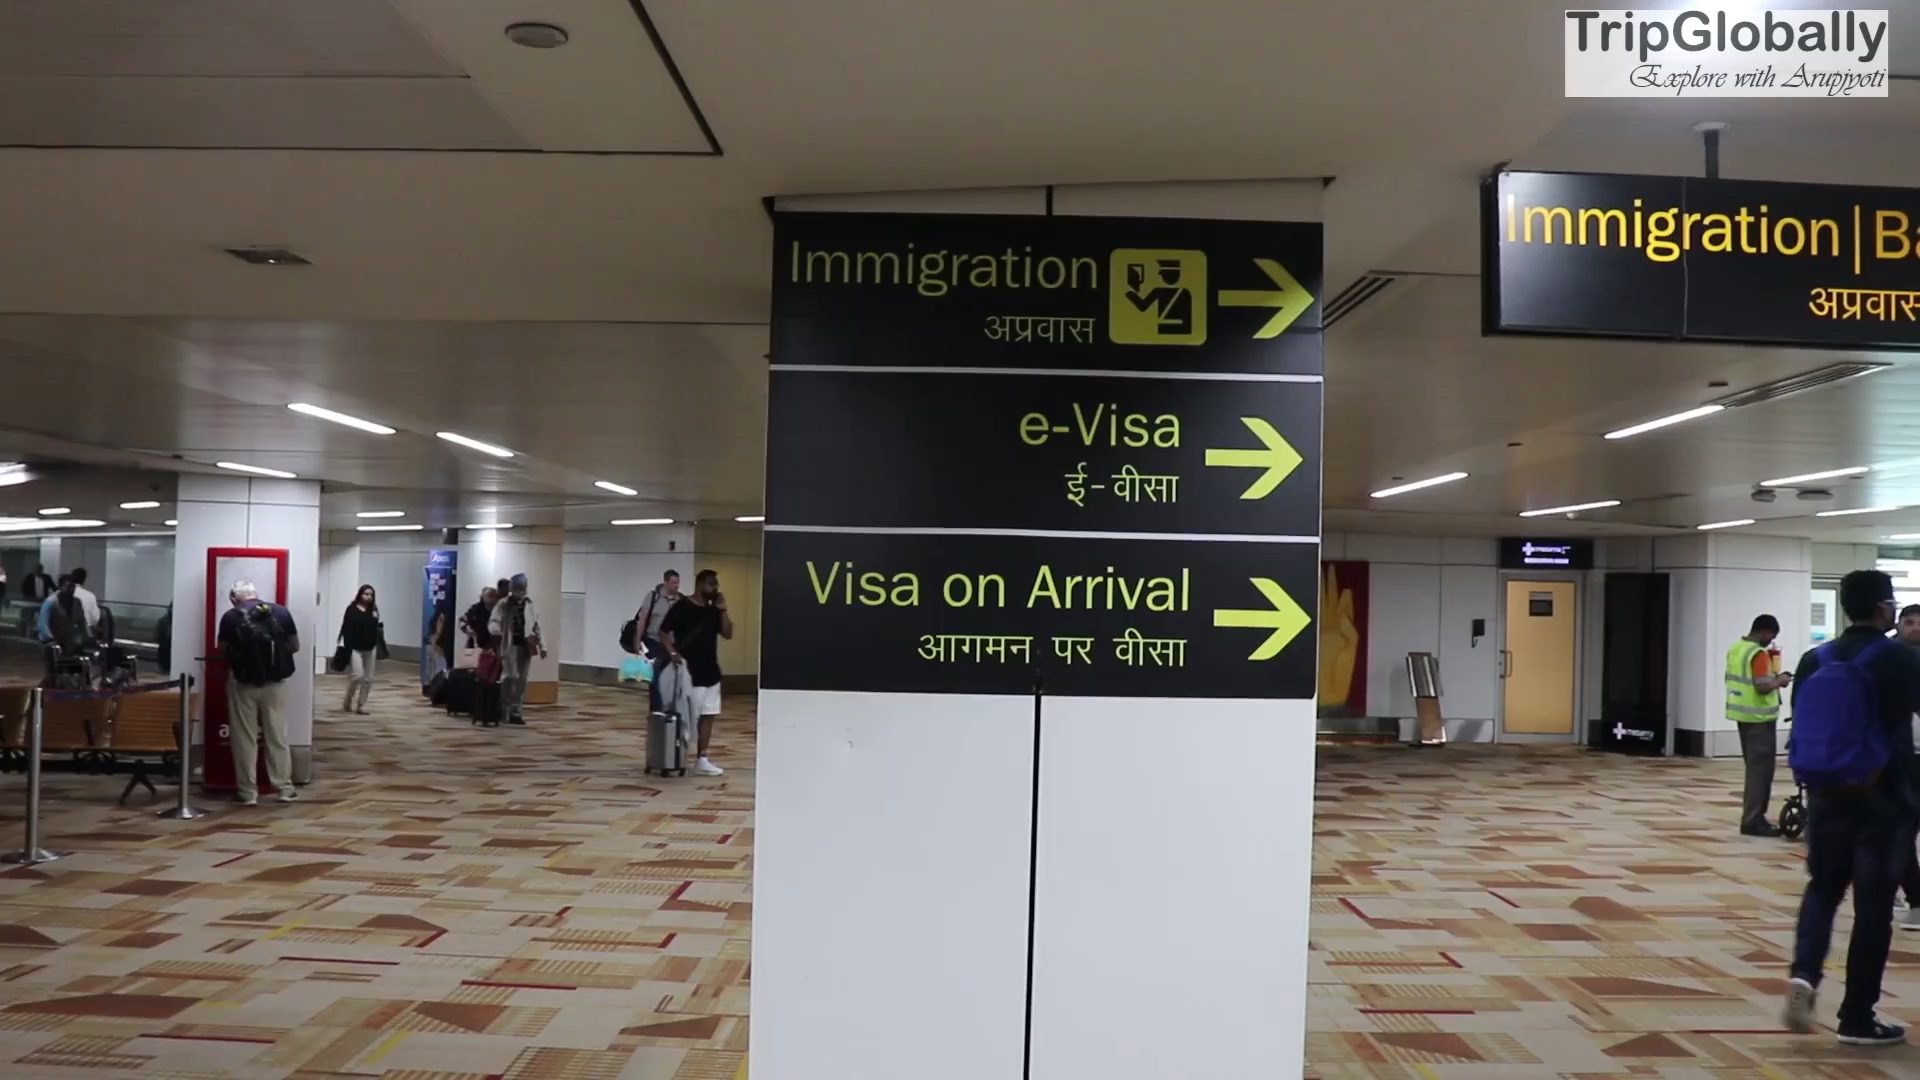 TripGlobally
Explore with Arupjyoti
Immigration
अप्रवास
e-Visa
ई-वीसा
Visa on Arrival
आगमन पर वीसा
Immigration|Ba
अप्रवास